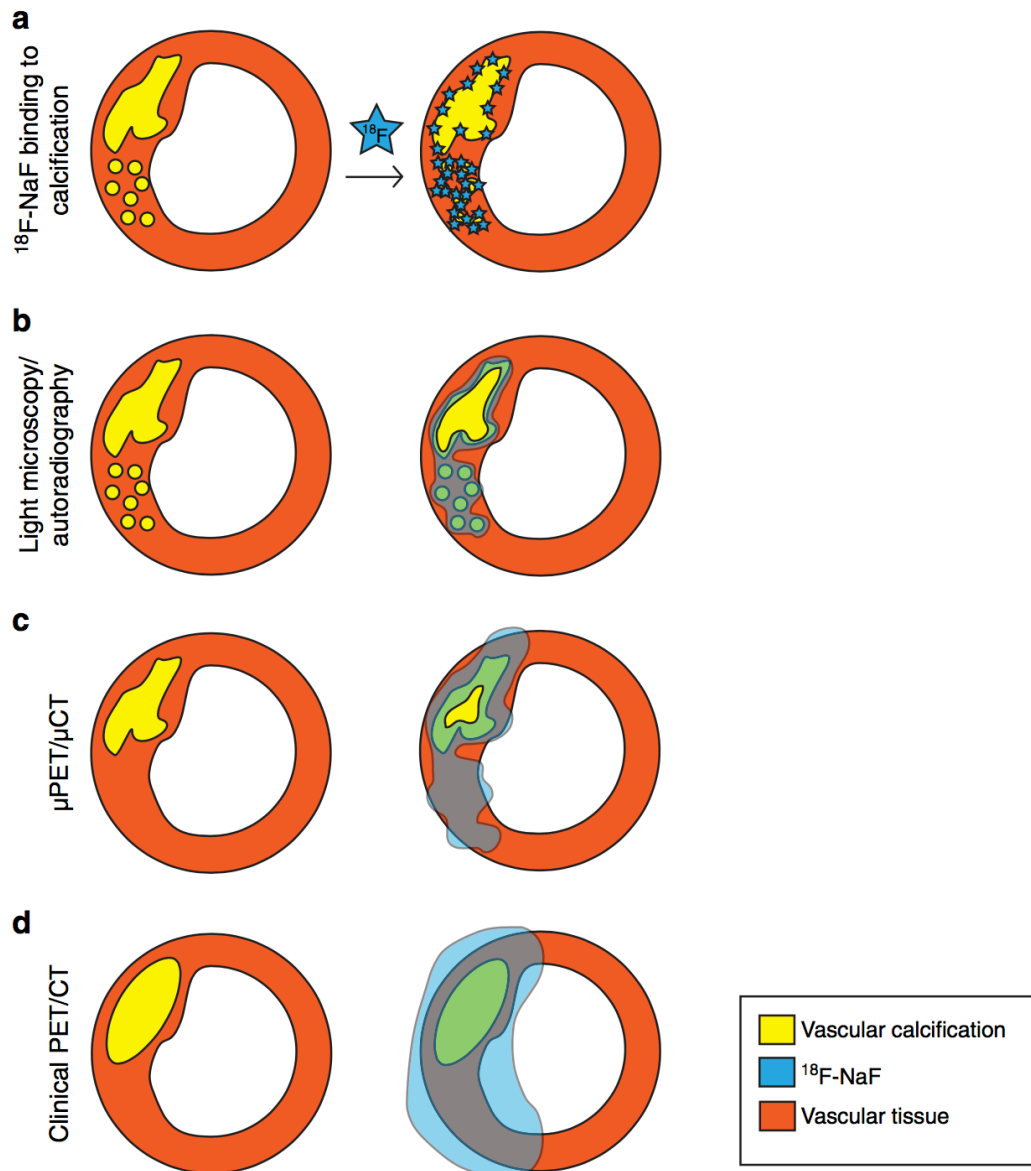 a
¹⁸F-NaF binding to
calcification
¹⁸F
b
Light microscopy/
autoradiography
c
µPET/µCT
d
Clinical PET/CT
Vascular calcification
¹⁸F-NaF
Vascular tissue